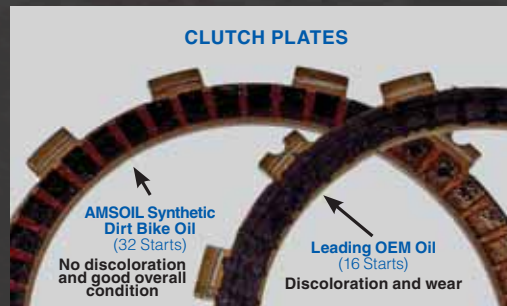 CLUTCH PLATES
AMSOIL Synthetic
Dirt Bike Oil
(32 Starts)
No discoloration
and good overall
condition
Leading OEM Oil
(16 Starts)
Discoloration and wear